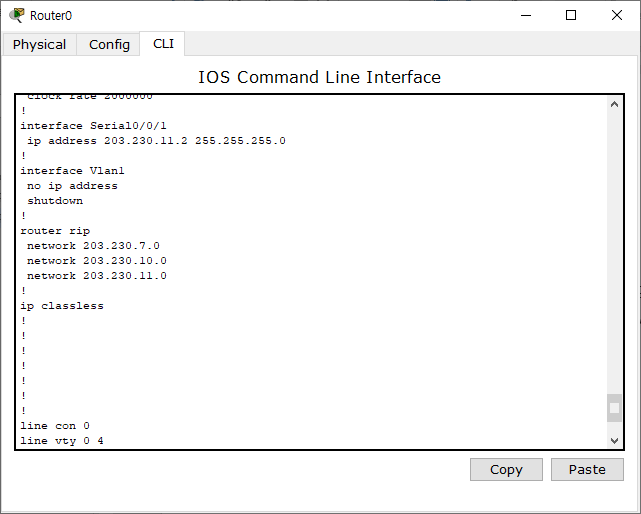 Router0
Physical Config CLI
IOS Command Line Interface
clock rate 2000000
!
interface Serial0/0/1
ip address 203.230.11.2 255.255.255.0
!
interface Vlan1
no ip address
shutdown
!
router rip
network 203.230.7.0
network 203.230.10.0
network 203.230.11.0
!
ip classless
!
!
!
!
!
!
!
line con 0
line vty 0 4
Copy Paste